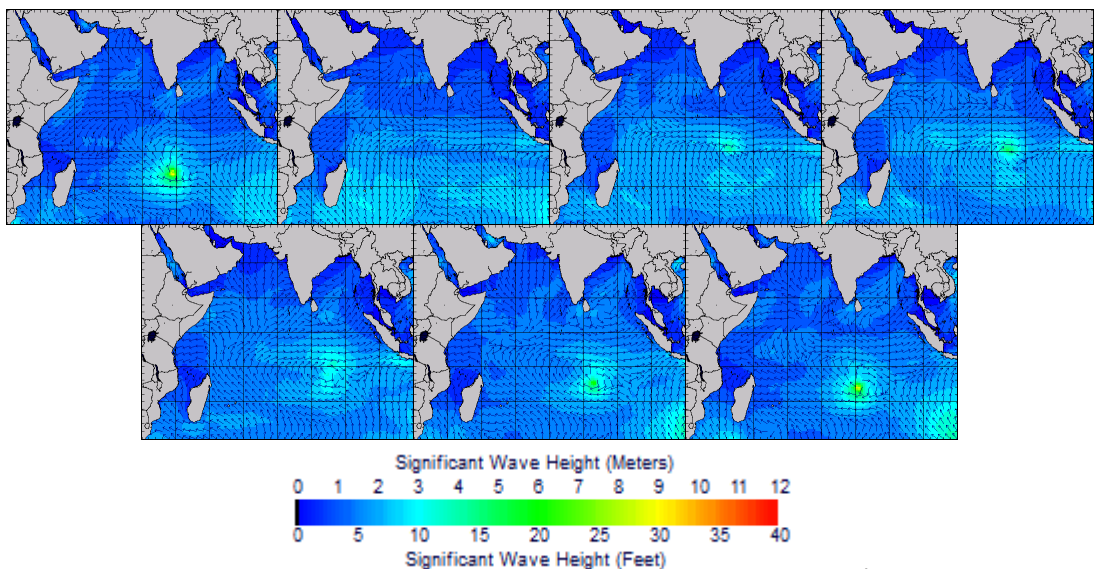 Significant Wave Height (Meters)
0 1 2 3 4 5 6 7 8 9 10 11 12
0 5 10 15 20 25 30 35 40
Significant Wave Height (Feet)